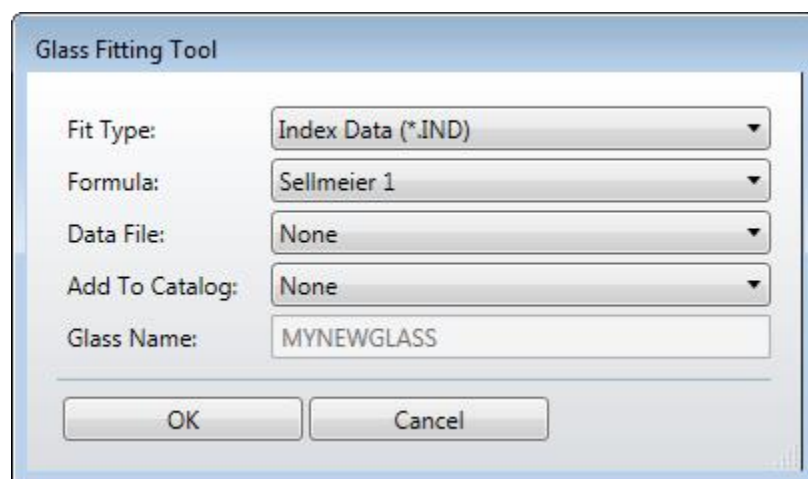 Glass Fitting Tool
Fit Type: Index Data (*.IND)
Formula: Sellmeier 1
Data File: None
Add To Catalog: None
Glass Name: MYNEWGLASS
OK Cancel